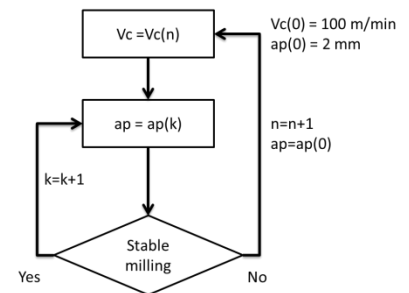 Vc =Vc(n)
Vc(0) = 100 m/min
ap(0) = 2 mm
ap = ap(k)
n=n+1
ap=ap(0)
k=k+1
Stable
milling
Yes
No